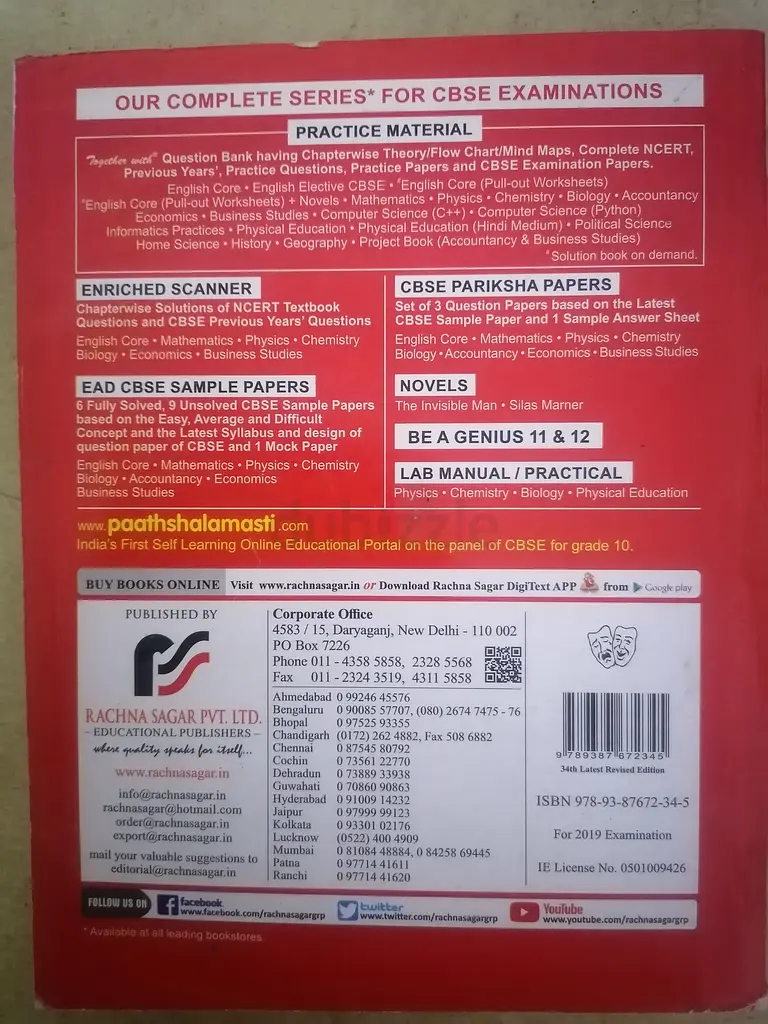 OUR COMPLETE SERIES* FOR CBSE EXAMINATIONS
PRACTICE MATERIAL
Together with® Question Bank having Chapterwise Theory/Flow Chart/Mind Maps, Complete NCERT,
Previous Years', Practice Questions, Practice Papers and CBSE Examination Papers.
English Core • English Elective CBSE • #English Core (Pull-out Worksheets)
#English Core (Pull-out Worksheets) + Novels • Mathematics • Physics • Chemistry • Biology • Accountancy
Economics • Business Studies • Computer Science (C++) • Computer Science (Python)
Informatics Practices • Physical Education • Physical Education (Hindi Medium) • Political Science
Home Science • History • Geography • Project Book (Accountancy & Business Studies)
#Solution book on demand.
ENRICHED SCANNER
Chapterwise Solutions of NCERT Textbook
Questions and CBSE Previous Years' Questions
English Core • Mathematics • Physics • Chemistry
Biology • Economics • Business Studies
EAD CBSE SAMPLE PAPERS
6 Fully Solved, 9 Unsolved CBSE Sample Papers
based on the Easy, Average and Difficult
Concept and the Latest Syllabus and design of
question paper of CBSE and 1 Mock Paper
English Core • Mathematics • Physics • Chemistry
Biology • Accountancy • Economics
Business Studies
CBSE PARIKSHA PAPERS
Set of 3 Question Papers based on the Latest
CBSE Sample Paper and 1 Sample Answer Sheet
English Core • Mathematics • Physics • Chemistry
Biology • Accountancy • Economics • Business Studies
NOVELS
The Invisible Man • Silas Marner
BE A GENIUS 11 & 12
LAB MANUAL / PRACTICAL
Physics • Chemistry • Biology • Physical Education
www.paathshalamasti.com
dubizzle
India's First Self Learning Online Educational Portal on the panel of CBSE for grade 10.
BUY BOOKS ONLINE Visit www.rachnasagar.in or Download Rachna Sagar DigiText APP from Google play
PUBLISHED BY
RACHNA SAGAR PVT. LTD.
– EDUCATIONAL PUBLISHERS –
where quality speaks for itself...
www.rachnasagar.in
info@rachnasagar.in
rachnasagar@hotmail.com
order@rachnasagar.in
export@rachnasagar.in
mail your valuable suggestions to
editorial@rachnasagar.in
Corporate Office
4583 / 15, Daryaganj, New Delhi - 110 002
PO Box 7226
Phone 011 - 4358 5858, 2328 5568
Fax 011 - 2324 3519, 4311 5858
Ahmedabad 0 99246 45576
Bengaluru 0 90085 57707, (080) 2674 7475 - 76
Bhopal 0 97525 93355
Chandigarh (0172) 262 4882, Fax 508 6882
Chennai 0 87545 80792
Cochin 0 73561 22770
Dehradun 0 73889 33938
Guwahati 0 70860 90863
Hyderabad 0 91009 14232
Jaipur 0 97999 99123
Kolkata 0 93301 02176
Lucknow (0522) 400 4909
Mumbai 0 81084 48884, 0 84258 69445
Patna 0 97714 41611
Ranchi 0 97714 41620
9 789387 672345
34th Latest Revised Edition
ISBN 978-93-87672-34-5
For 2019 Examination
IE License No. 0501009426
FOLLOW US ON
facebook
www.facebook.com/rachnasagargrp
twitter
www.twitter.com/rachnasagargrp
YouTube
www.youtube.com/rachnasagargrp
* Available at all leading bookstores